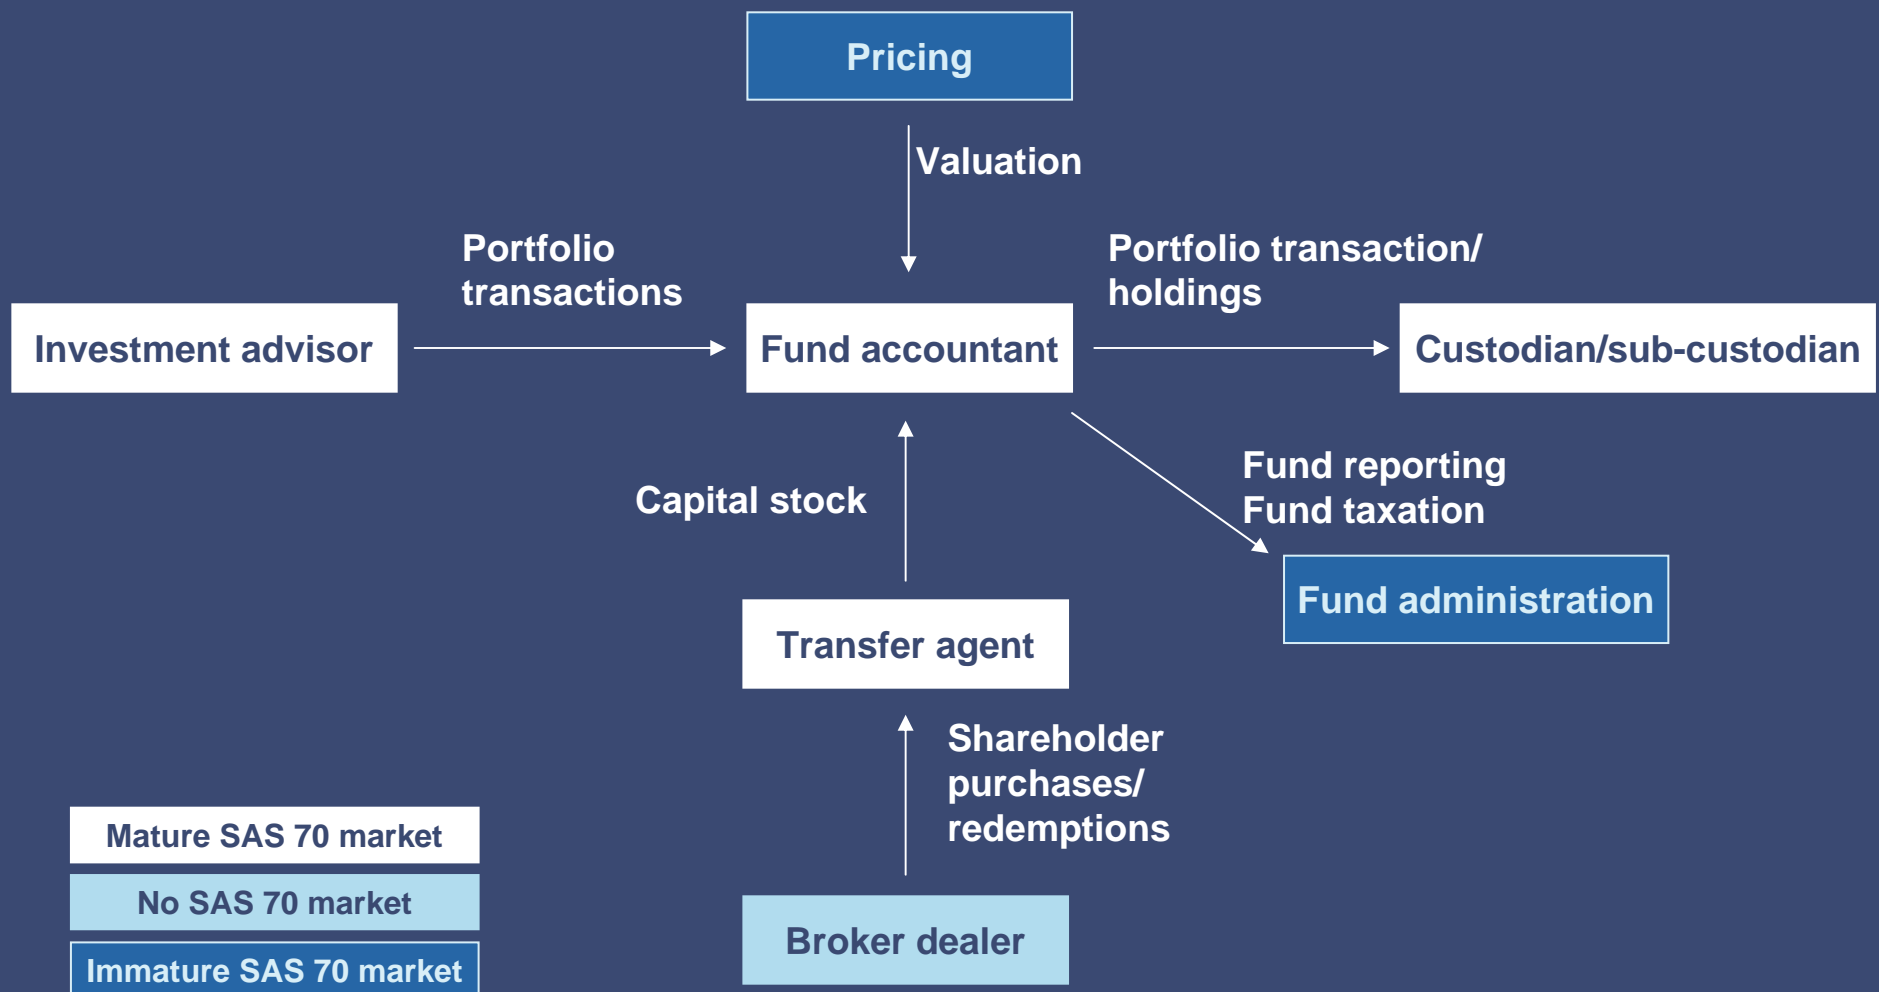 Pricing
Valuation
Portfolio
transactions
Portfolio transaction/
holdings
Investment advisor
Fund accountant
Custodian/sub-custodian
Fund reporting
Fund taxation
Capital stock
Fund administration
Transfer agent
Shareholder
purchases/
redemptions
Mature SAS 70 market
No SAS 70 market
Broker dealer
Immature SAS 70 market